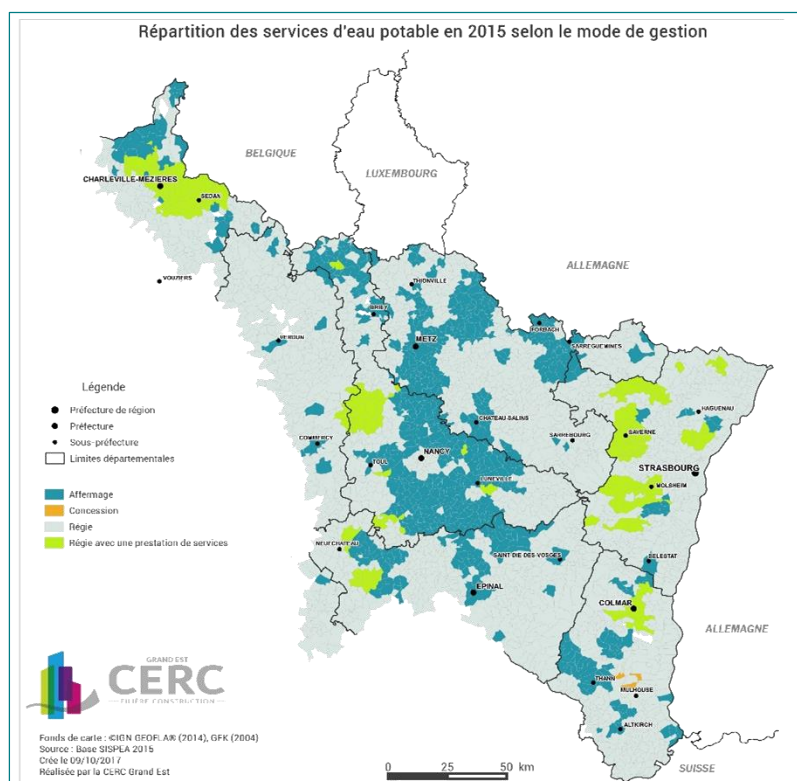 Répartition des services d'eau potable en 2015 selon le mode de gestion
BELGIQUE
LUXEMBOURG
CHARLEVILLE-MÉZIERES
SEDAN
ALLEMAGNE
VOUZIERS
THIONVILLE
BRIEY
FORBACH
VERDUN
METZ
SARREGUEMINES
Légende
Préfecture de région
Préfecture
Sous-préfecture
Limites départementales
HAGUENAU
CHATEAU-SALINS
SAVERNE
COMMERCY
SARREBOURG
NANCY
TOUL
STRASBOURG
LUNEVILLE
MOLSHEIM
Affermage
Concession
Régie
Régie avec une prestation de services
NEUFCHATEAU
SAINT DIE DES VOSGES
SELESTAT
EPINAL
COLMAR
ALLEMAGNE
GRAND EST
CERC
FILIÈRE CONSTRUCTION
THANN
MULHOUSE
ALTKIRCH
Fonds de carte : ©IGN GEOFLA® (2014), GFK (2004)
Source : Base SISPEA 2015
Crée le 09/10/2017
Réalisée par la CERC Grand Est
0 25 50 km
SUISSE